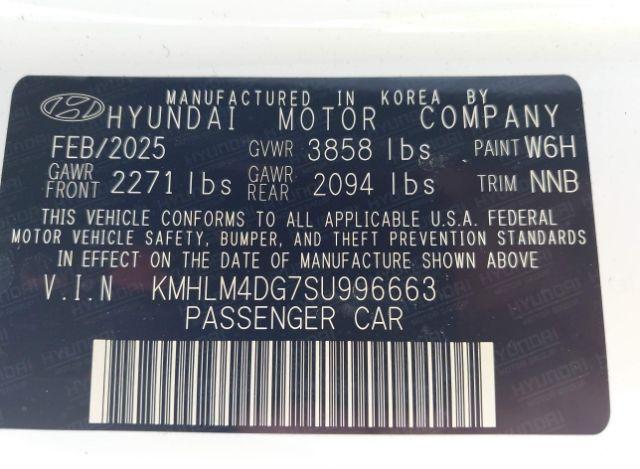 MANUFACTURED IN KOREA BY
HYUNDAI MOTOR COMPANY
FEB/2025 GVWR 3858 lbs PAINT W6H
GAWR FRONT 2271 lbs GAWR REAR 2094 lbs TRIM NNB
THIS VEHICLE CONFORMS TO ALL APPLICABLE U.S.A. FEDERAL
MOTOR VEHICLE SAFETY, BUMPER, AND THEFT PREVENTION STANDARDS
IN EFFECT ON THE DATE OF MANUFACTURE SHOWN ABOVE
V.I.N KMHLM4DG7SU996663
PASSENGER CAR